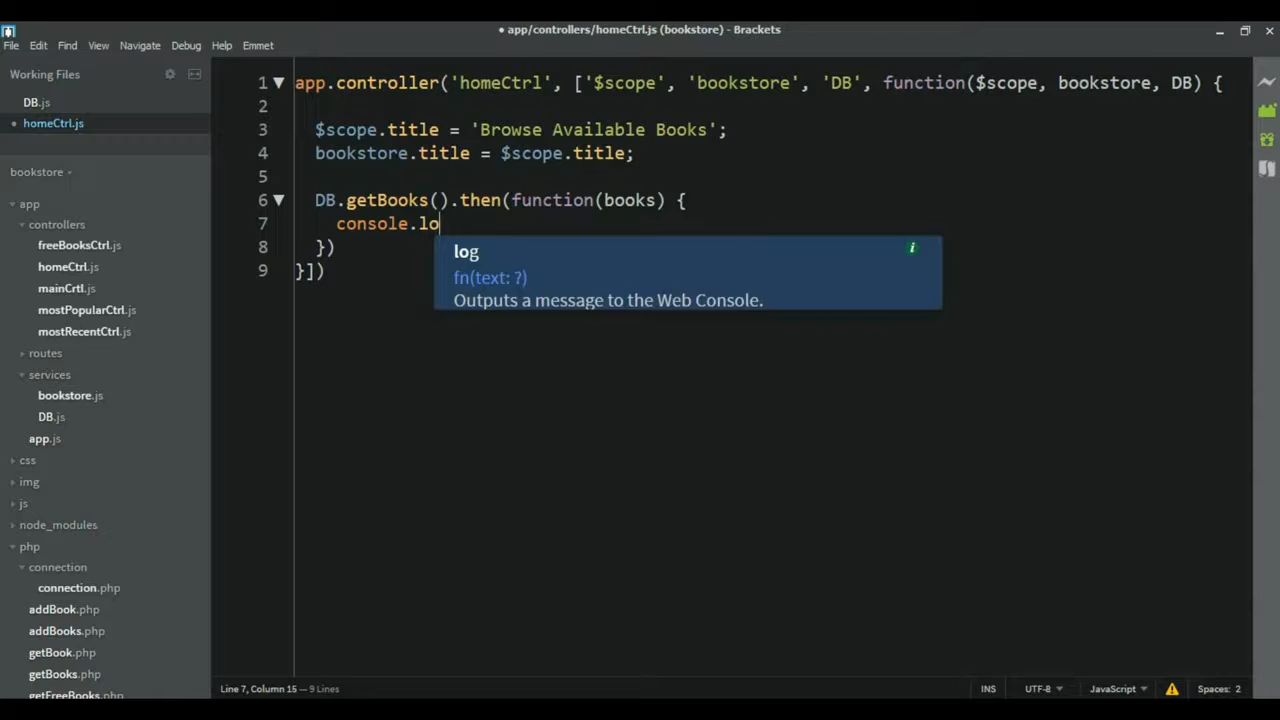 • app/controllers/homeCtrl.js (bookstore) - Brackets
File Edit Find View Navigate Debug Help Emmet
Working Files
DB.js
• homeCtrl.js
bookstore
app
controllers
freeBooksCtrl.js
homeCtrl.js
mainCrtl.js
mostPopularCtrl.js
mostRecentCtrl.js
routes
services
bookstore.js
DB.js
app.js
css
img
js
node_modules
php
connection
connection.php
addBook.php
addBooks.php
getBook.php
getBooks.php
getFreeBooks.php
1 app.controller('homeCtrl', ['$scope', 'bookstore', 'DB', function($scope, bookstore, DB) {
2
3 $scope.title = 'Browse Available Books';
4 bookstore.title = $scope.title;
5
6 DB.getBooks().then(function(books) {
7 console.lo
8 })
9 }])
log
fn(text: ?)
Outputs a message to the Web Console.
Line 7, Column 15 — 9 Lines
INS UTF-8 JavaScript Spaces: 2